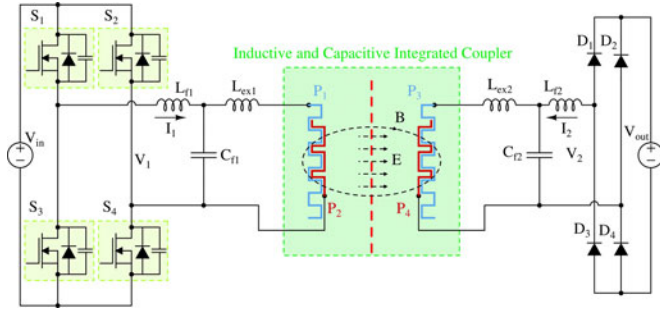 S1
S2
Inductive and Capacitive Integrated Coupler
D1
D2
Lf1
Lex1
P1
P3
Lex2
Lf2
B
I1
I2
Vin
V1
Cf1
E
Cf2
V2
Vout
S3
S4
P2
P4
D3
D4